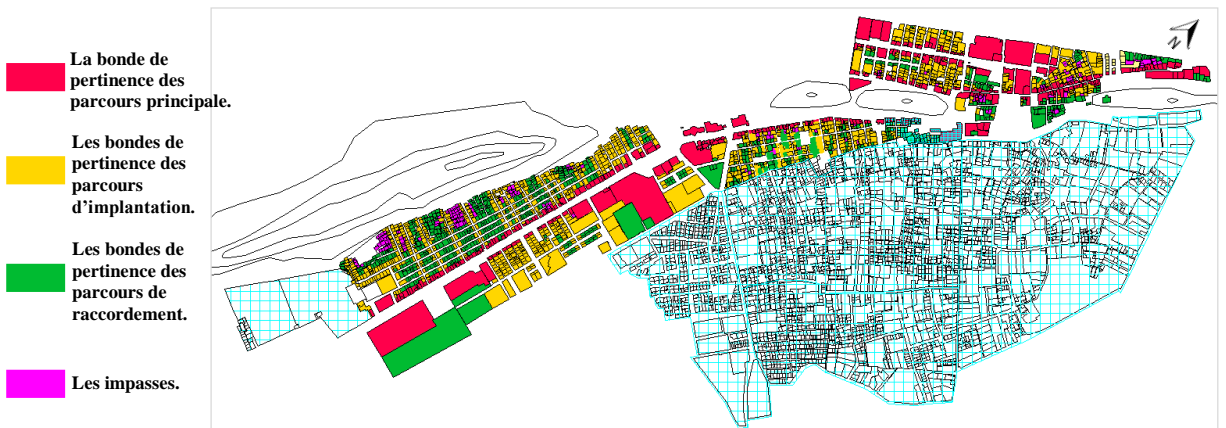 La bonde de
pertinence des
parcours principale.
Les bondes de
pertinence des
parcours
d’implantation.
Les bondes de
pertinence des
parcours de
raccordement.
Les impasses.
N